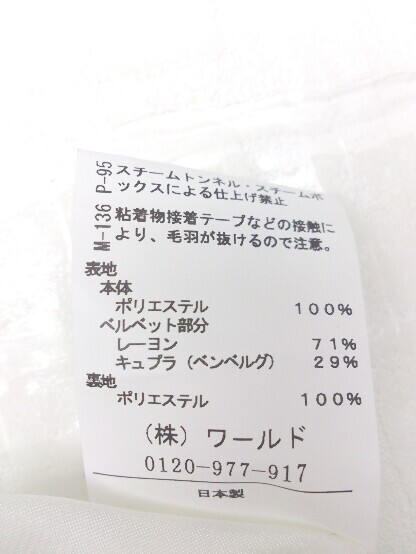 P-95 スチームトンネル・スチームボ
ックスによる仕上げ禁止
M-136 粘着物接着テープなどの接触に
より、毛羽が抜けるので注意。
表地
本体
ポリエステル 100%
ベルベット部分
レーヨン 71%
キュプラ（ベンベルグ） 29%
裏地
ポリエステル 100%
（株）ワールド
0120-977-917
日本製